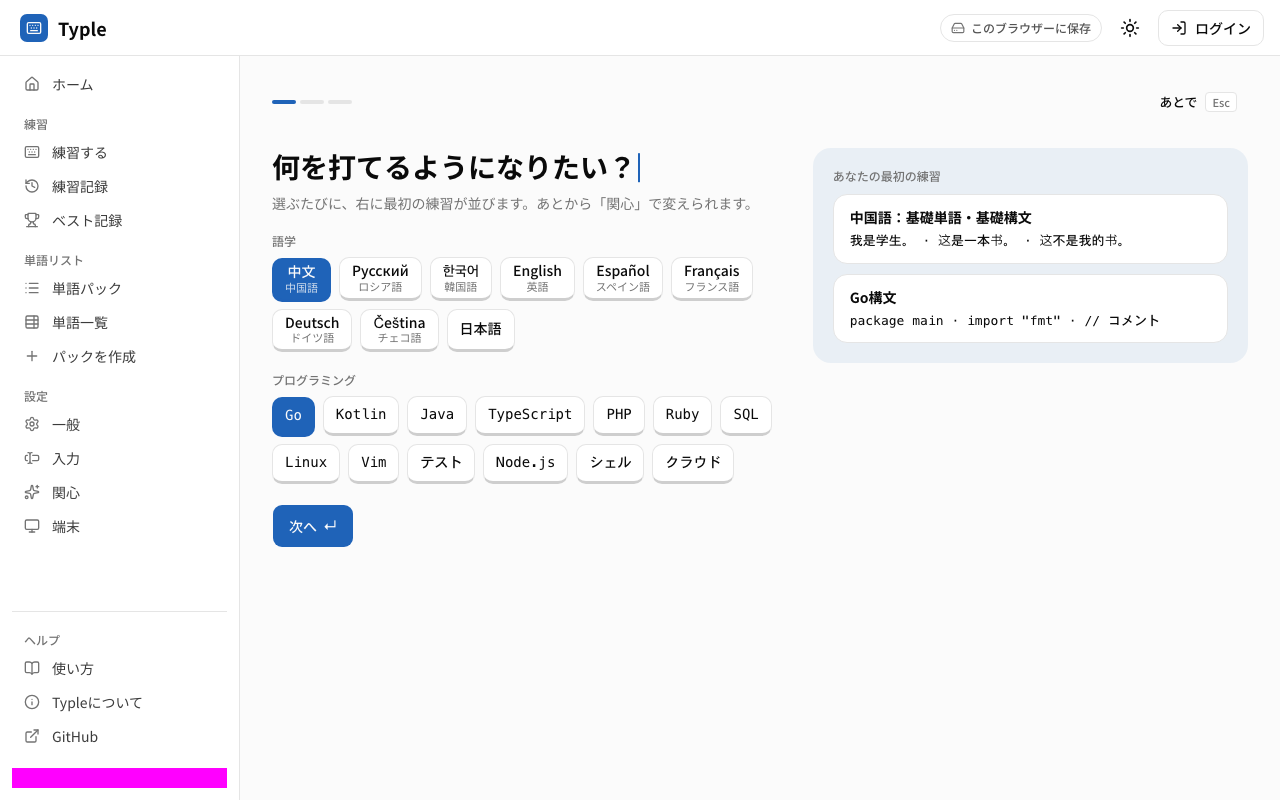 Typle
このブラウザーに保存
ログイン
ホーム
練習
練習する
練習記録
ベスト記録
単語リスト
単語パック
単語一覧
パックを作成
設定
一般
入力
関心
端末
ヘルプ
使い方
Typleについて
GitHub
あとで Esc
何を打てるようになりたい？
選ぶたびに、右に最初の練習が並びます。あとから「関心」で変えられます。
語学
中文 Русский 한국어 English Español Français
中国語 ロシア語 韓国語 英語 スペイン語 フランス語
Deutsch Čeština 日本語
ドイツ語 チェコ語
プログラミング
Go Kotlin Java TypeScript PHP Ruby SQL
Linux Vim テスト Node.js シェル クラウド
次へ ↵
あなたの最初の練習
中国語：基礎単語・基礎構文
我是学生。 · 这是一本书。 · 这不是我的书。
Go構文
package main · import "fmt" · // コメント